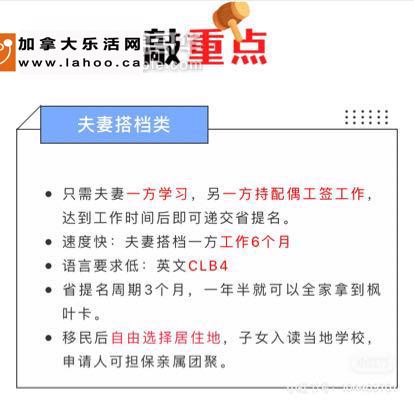 加拿大乐活网
www.lahoo.ca
敲重点
夫妻搭档类
● 只需夫妻一方学习，另一方持配偶工签工作，
达到工作时间后即可递交省提名。
● 速度快：夫妻搭档一方工作6个月
● 语言要求低：英文CLB4
● 省提名周期3个月，一年半就可以全家拿到枫
叶卡。
● 移民后自由选择居住地，子女入读当地学校，
申请人可担保亲属团聚。